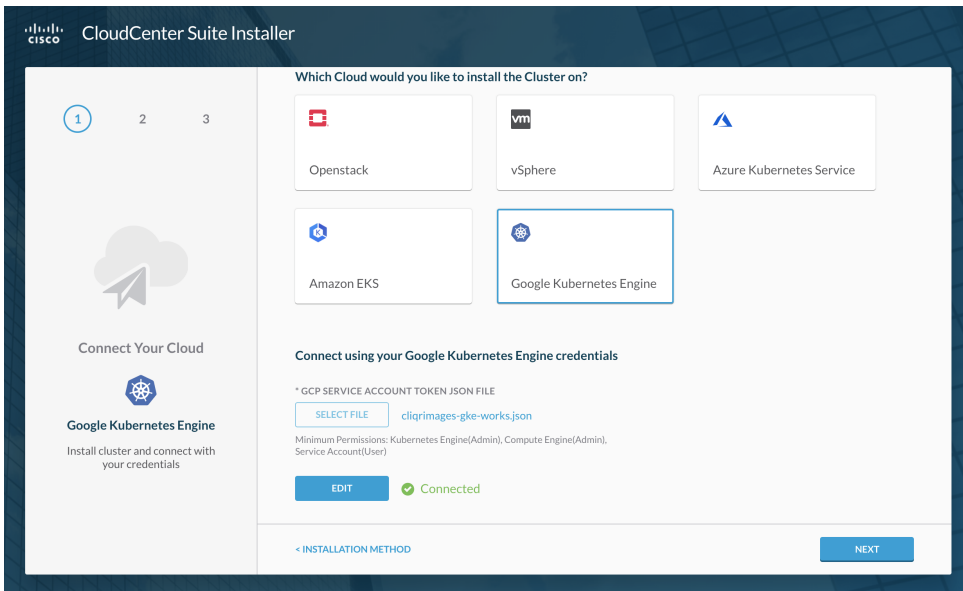 CISCO
CloudCenter Suite Installer
1
2
3
Connect Your Cloud
Google Kubernetes Engine
Install cluster and connect with
your credentials
Which Cloud would you like to install the Cluster on?
Openstack
vm
vSphere
Azure Kubernetes Service
K
Amazon EKS
Google Kubernetes Engine
Connect using your Google Kubernetes Engine credentials
* GCP SERVICE ACCOUNT TOKEN JSON FILE
SELECT FILE
cliqrimages-gke-works.json
Minimum Permissions: Kubernetes Engine(Admin), Compute Engine(Admin),
Service Account(User)
EDIT
Connected
< INSTALLATION METHOD
NEXT